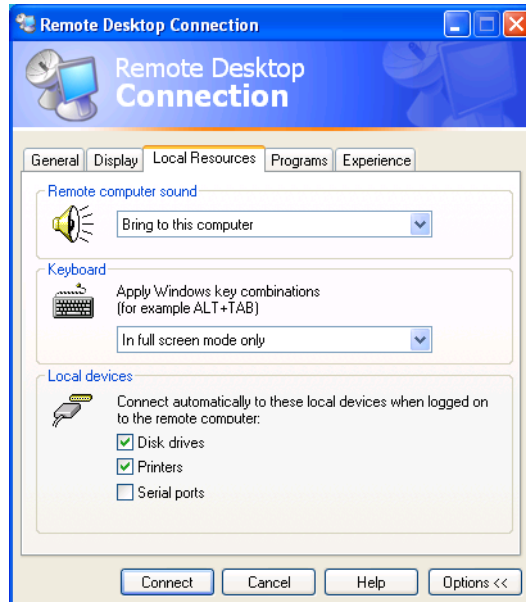 Remote Desktop Connection
Remote Desktop
Connection
General Display Local Resources Programs Experience
Remote computer sound
Bring to this computer
Keyboard
Apply Windows key combinations
(for example ALT+TAB)
In full screen mode only
Local devices
Connect automatically to these local devices when logged on
to the remote computer:
Disk drives
Printers
Serial ports
Connect Cancel Help Options <<